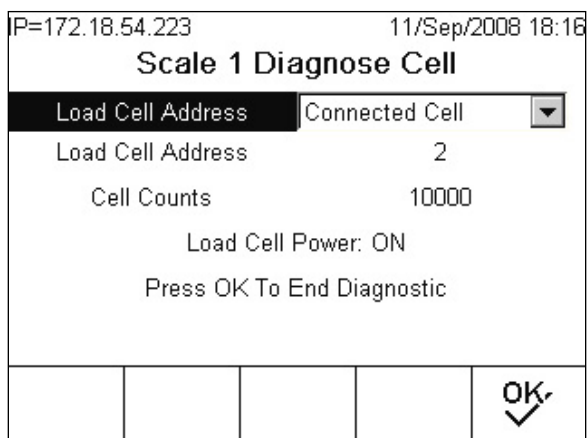 IP=172.18.54.223 11/Sep/2008 18:16
Scale 1 Diagnose Cell
Load Cell Address Connected Cell
Load Cell Address 2
Cell Counts 10000
Load Cell Power: ON
Press OK To End Diagnostic
OK